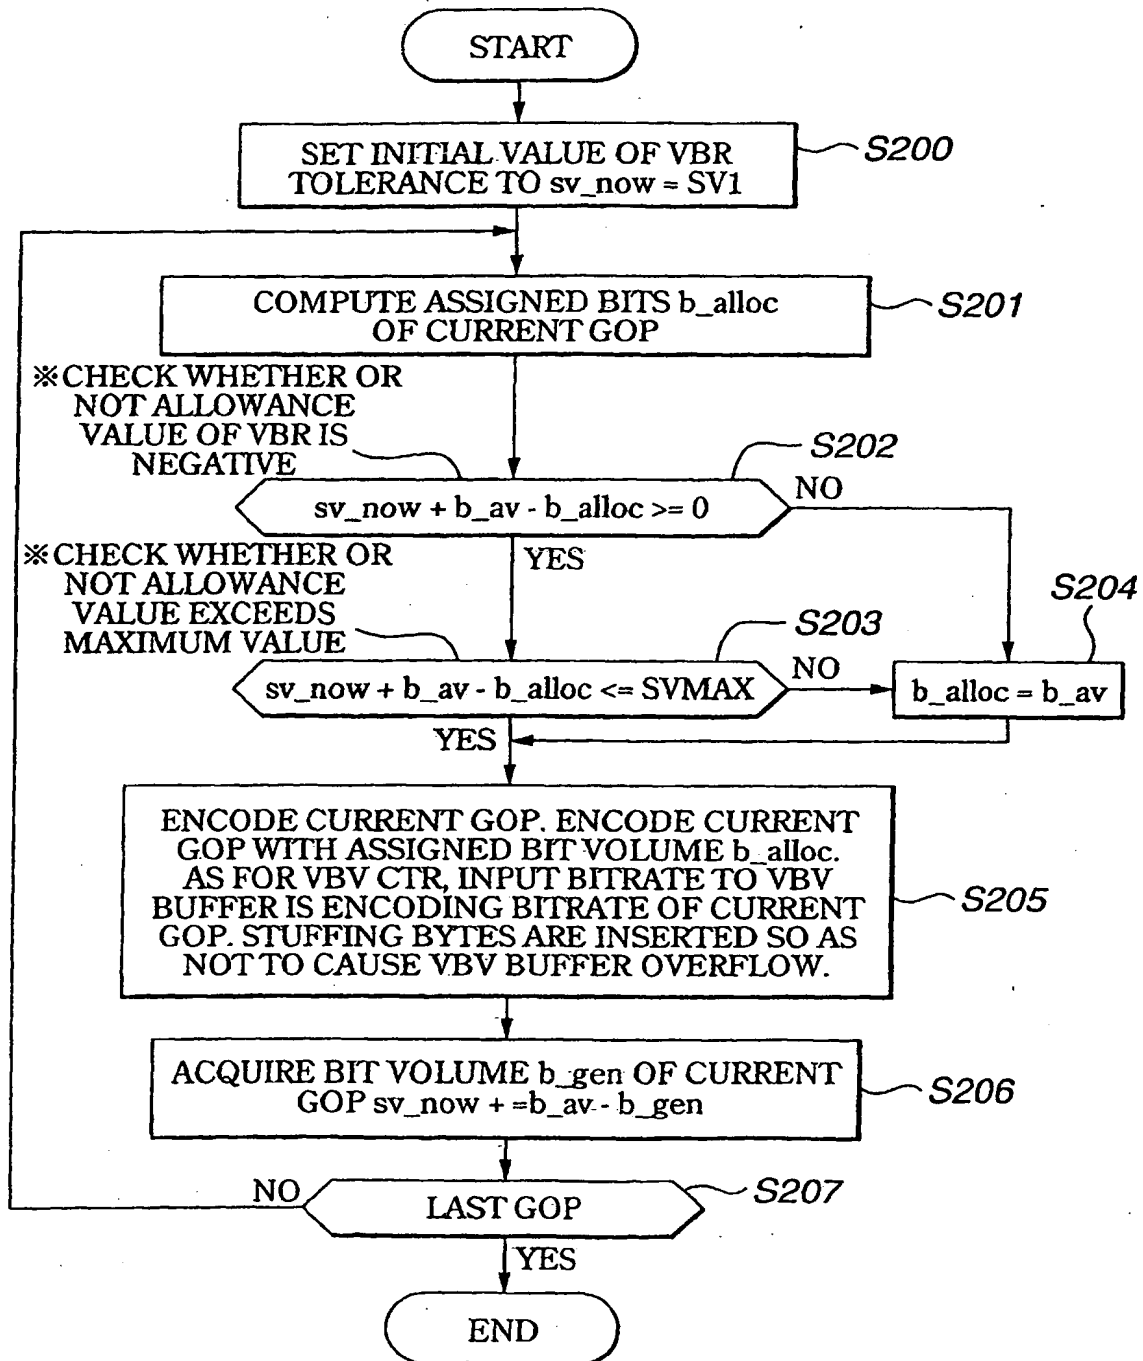 START
SET INITIAL VALUE OF VBR
TOLERANCE TO sv_now = SV1
S200
COMPUTE ASSIGNED BITS b_alloc
OF CURRENT GOP
S201
※CHECK WHETHER OR
NOT ALLOWANCE
VALUE OF VBR IS
NEGATIVE
S202
sv_now + b_av - b_alloc >= 0
NO
YES
※CHECK WHETHER OR
NOT ALLOWANCE
VALUE EXCEEDS
MAXIMUM VALUE
S203
S204
sv_now + b_av - b_alloc <= SVMAX
NO
b_alloc = b_av
YES
ENCODE CURRENT GOP. ENCODE CURRENT
GOP WITH ASSIGNED BIT VOLUME b_alloc.
AS FOR VBV CTR, INPUT BITRATE TO VBV
BUFFER IS ENCODING BITRATE OF CURRENT
GOP. STUFFING BYTES ARE INSERTED SO AS
NOT TO CAUSE VBV BUFFER OVERFLOW.
S205
ACQUIRE BIT VOLUME b_gen OF CURRENT
GOP sv_now + =b_av - b_gen
S206
NO
LAST GOP
S207
YES
END